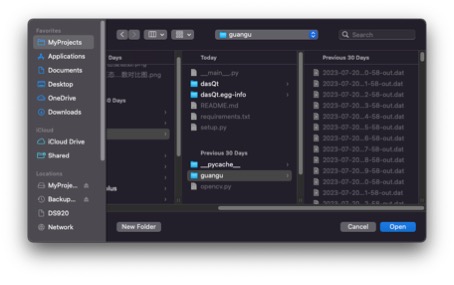 Favorites
MyProjects
Applications
Documents
Desktop
OneDrive
Downloads
iCloud
iCloud Drive
Shared
Locations
MyProje...
Backup...
DS920
Network
guangu
Search
Days
数对比图.png
0 Days
plus
New Folder
Today
__main__.py
dasQt
dasQt.egg-info
README.md
requirements.txt
setup.py
Previous 30 Days
__pycache__
guangu
opencv.py
Previous 30 Days
2023-07-20...0-58-out.dat
2023-07-20...1-58-out.dat
2023-07-20...2-58-out.dat
2023-07-20...3-58-out.dat
2023-07-20...4-58-out.dat
2023-07-20...5-58-out.dat
2023-07-20...6-58-out.dat
2023-07-20...7-58-out.dat
2023-07-20...8-58-out.dat
2023-07-20...9-58-out.dat
2023-07-20...0-58-out.dat
2023-07-20...1-58-out.dat
Cancel
Open